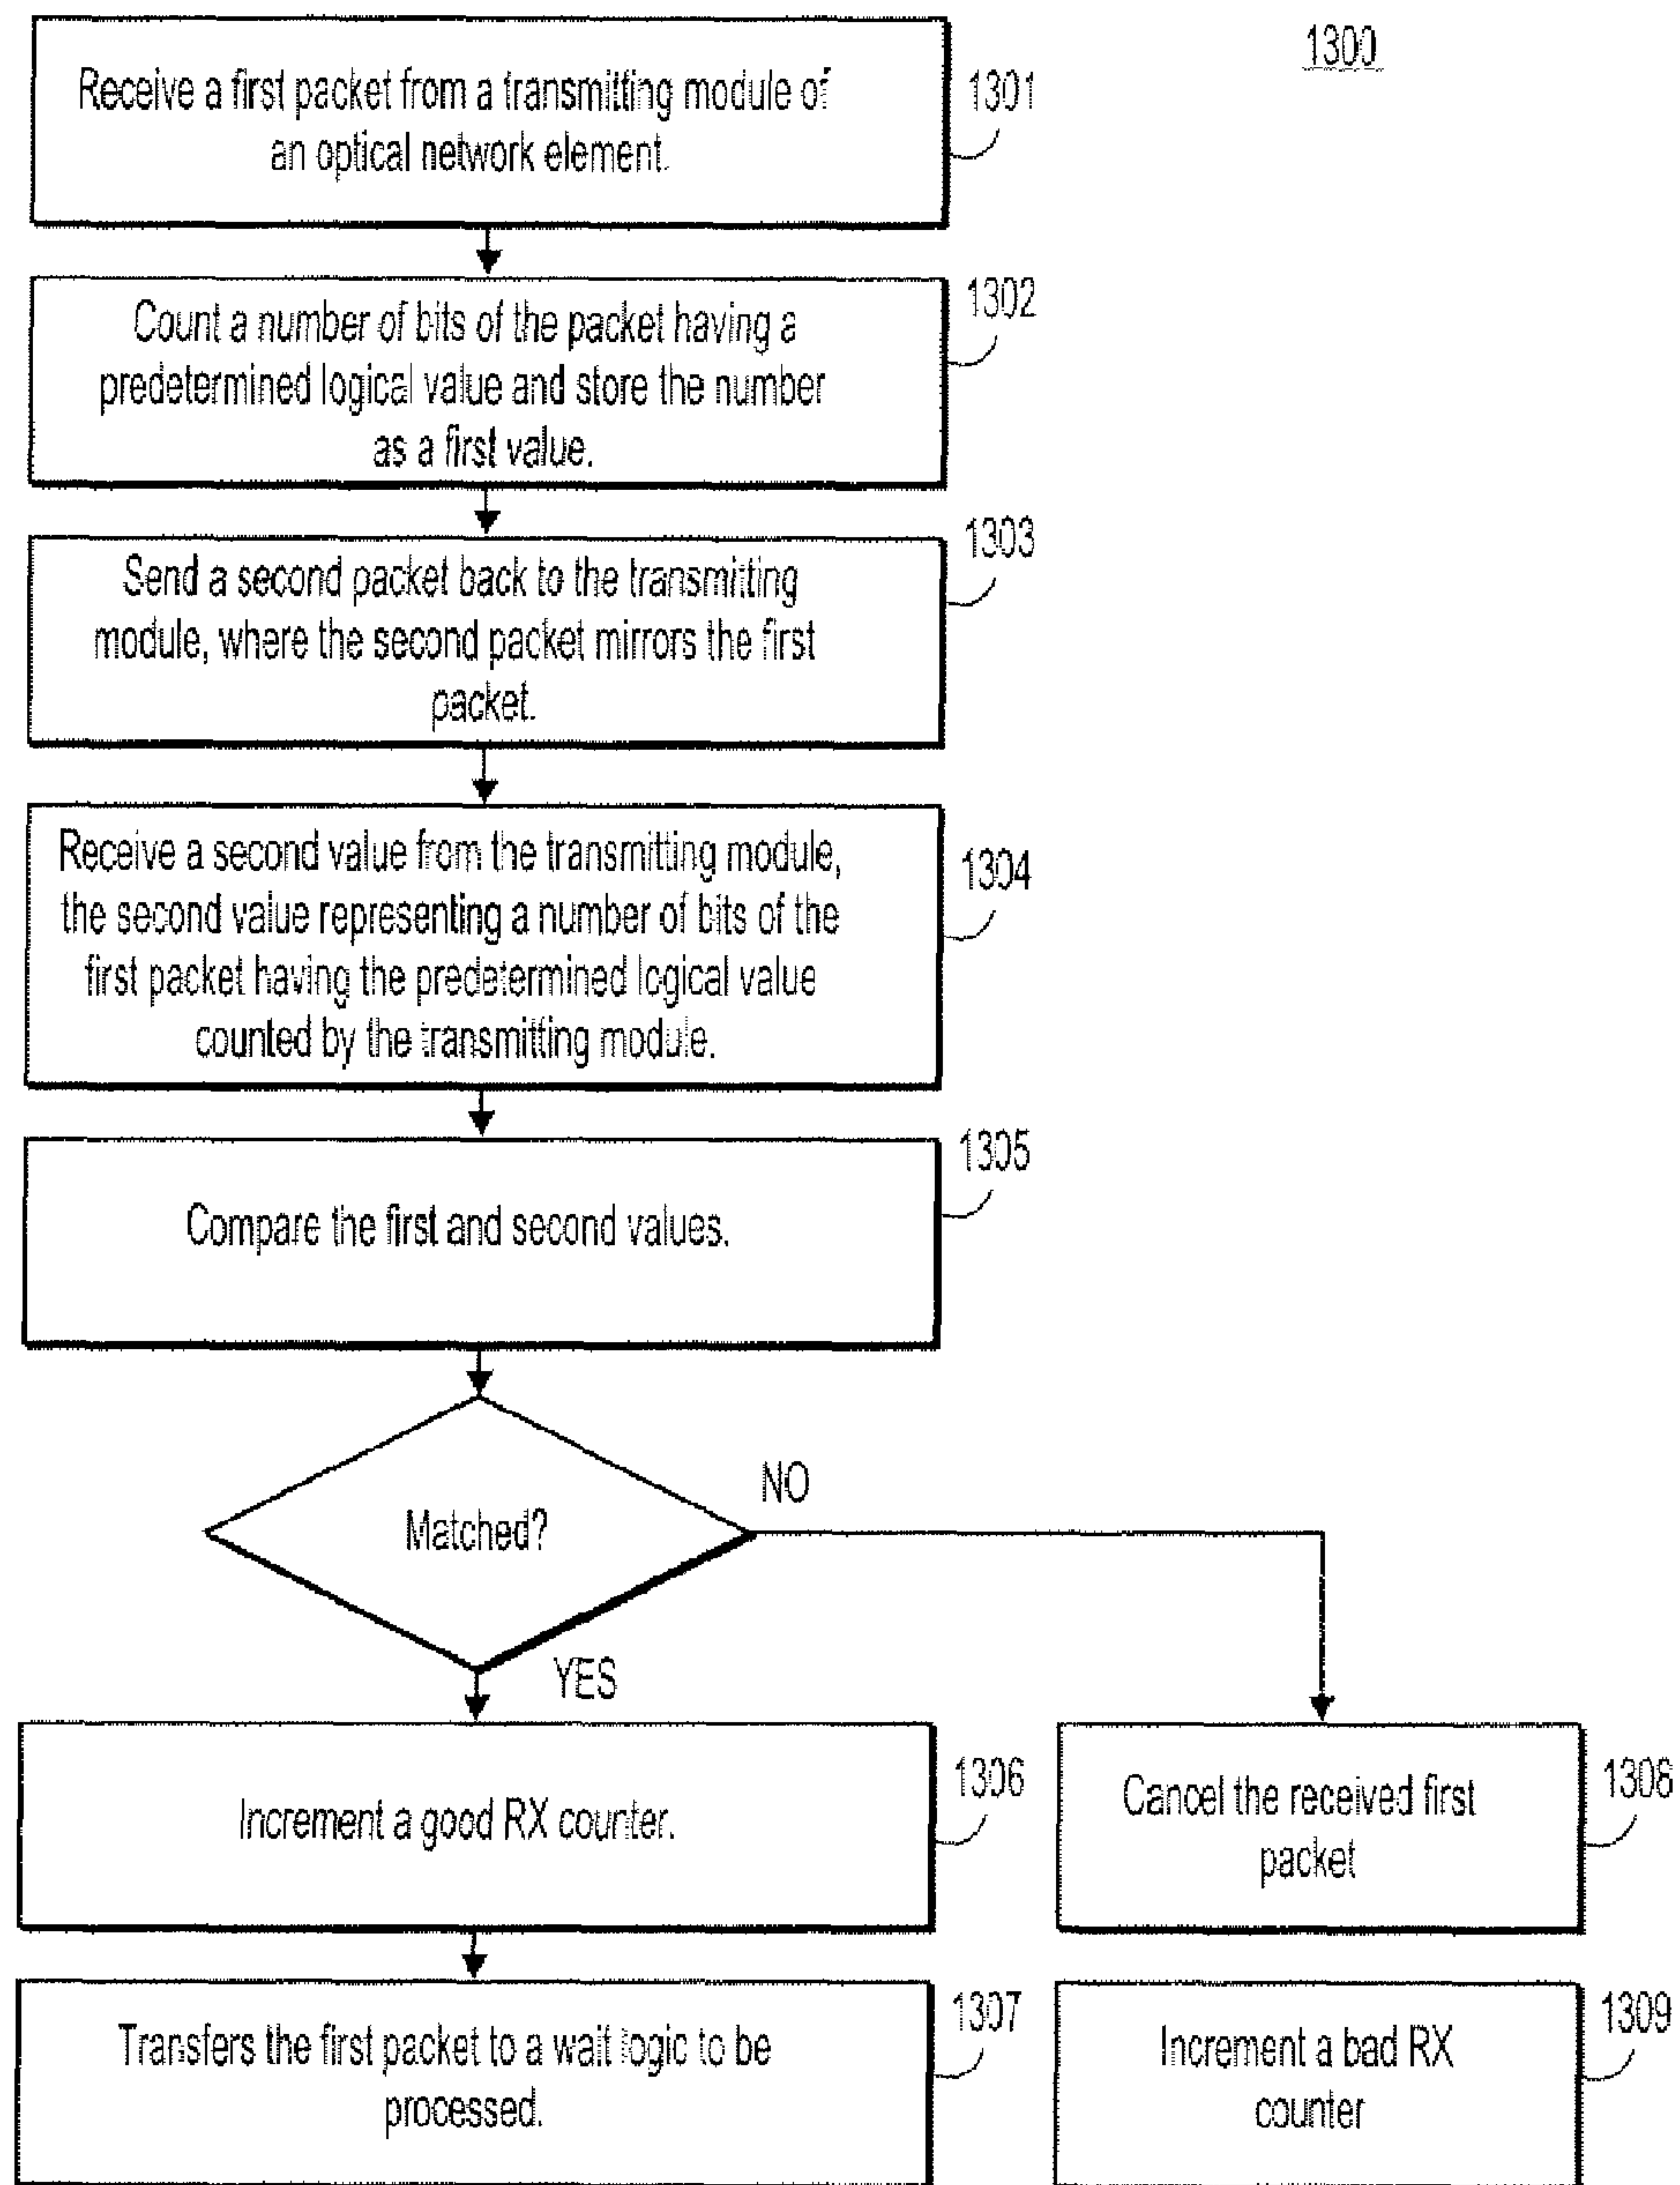 1300
Receive a first packet from a transmitting module of
an optical network element.
1301
Count a number of bits of the packet having a
predetermined logical value and store the number
as a first value.
1302
Send a second packet back to the transmitting
module, where the second packet mirrors the first
packet.
1303
Receive a second value from the transmitting module,
the second value representing a number of bits of the
first packet having the predetermined logical value
counted by the transmitting module.
1304
Compare the first and second values.
1305
Matched?
NO
YES
Increment a good RX counter.
1306
Cancel the received first
packet
1308
Transfers the first packet to a wait logic to be
processed.
1307
Increment a bad RX
counter
1309